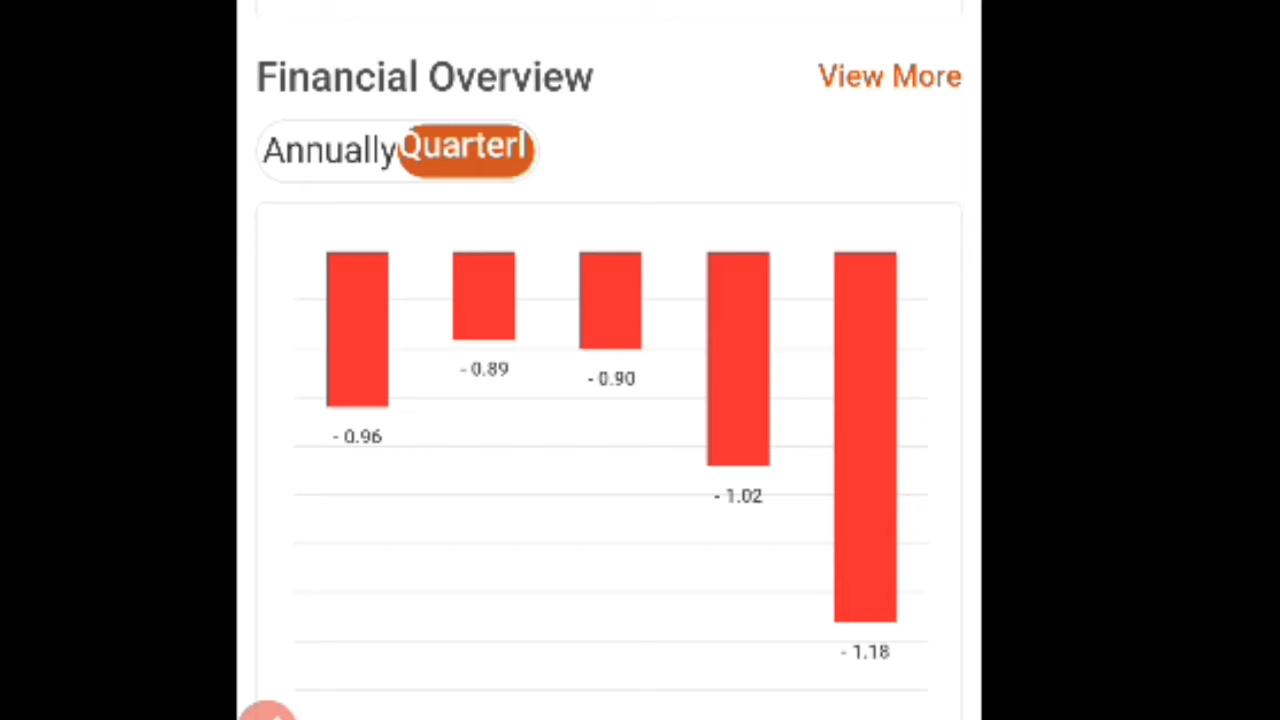 Financial Overview
View More
Annually
Quarterl
- 0.96
- 0.89
- 0.90
- 1.02
- 1.18